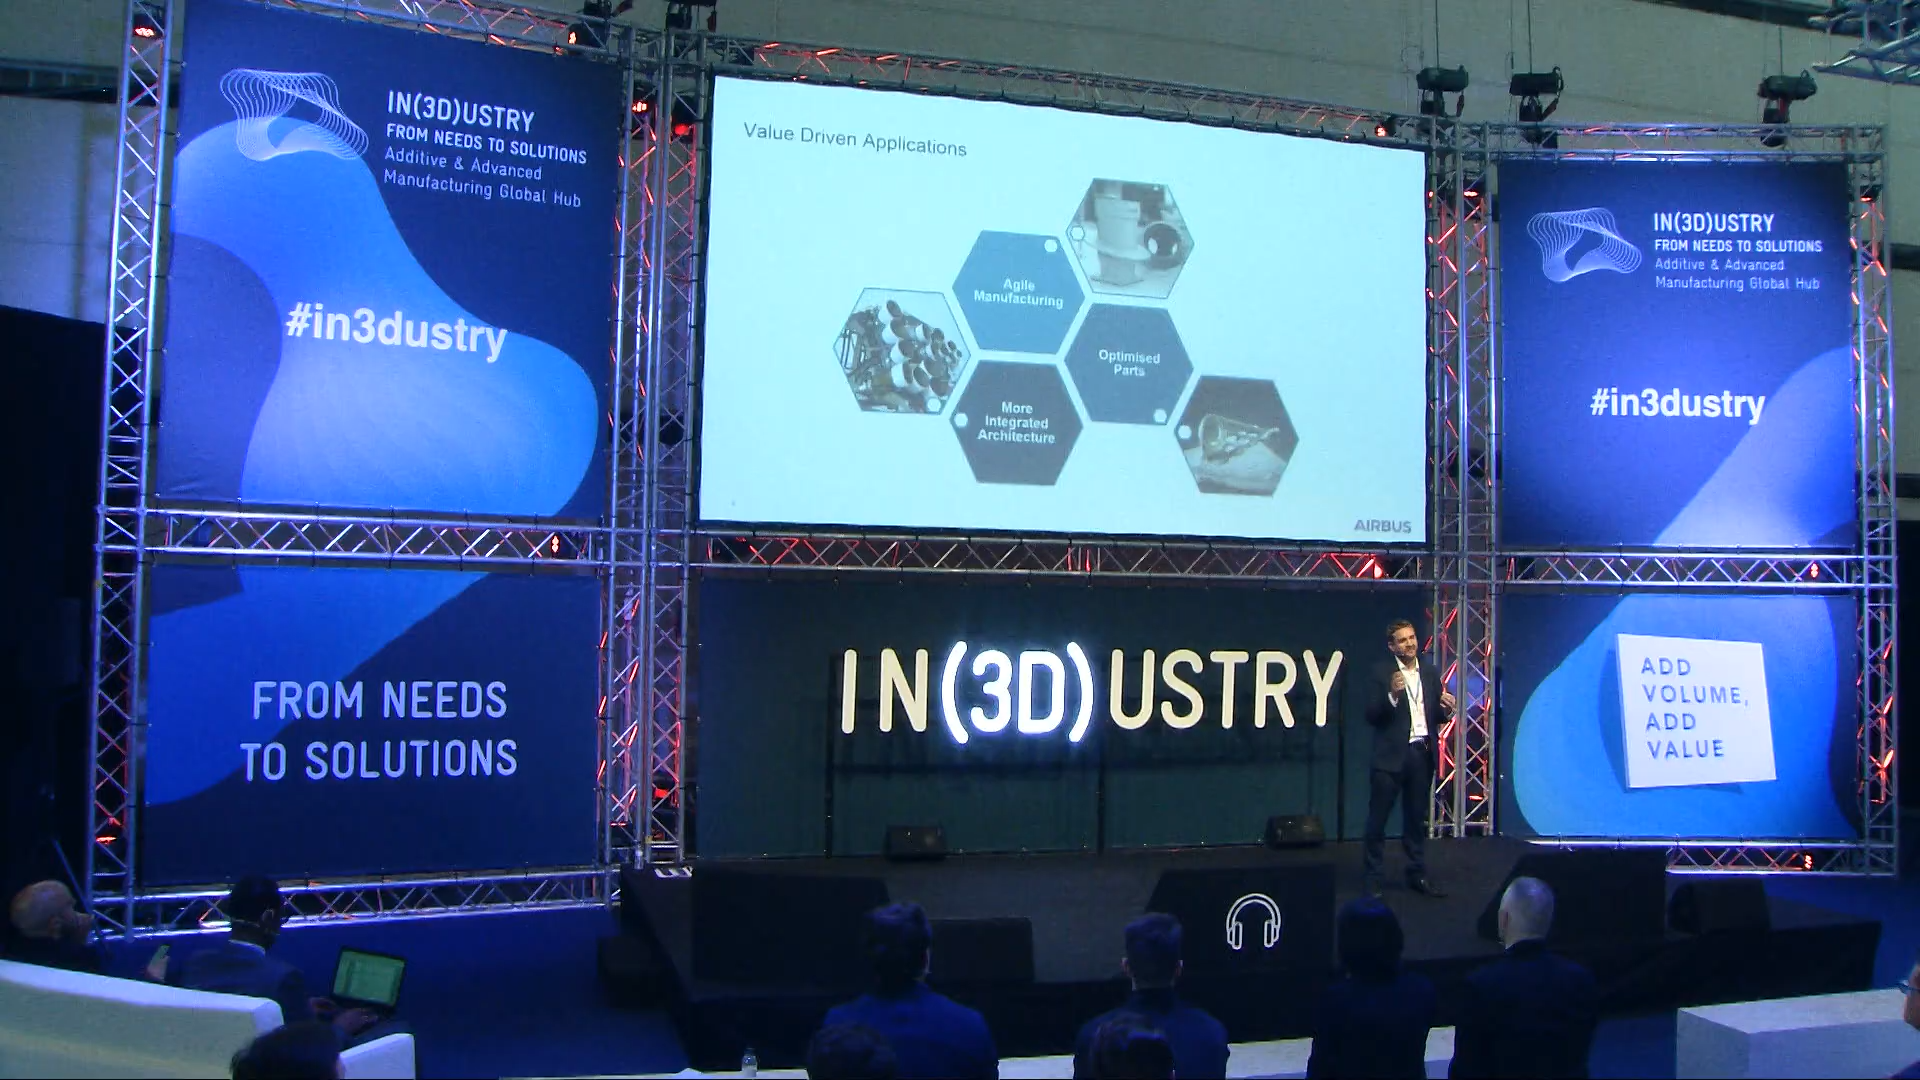 IN(3D)USTRY
FROM NEEDS TO SOLUTIONS
Additive & Advanced
Manufacturing Global Hub
#in3dustry
FROM NEEDS
TO SOLUTIONS
Value Driven Applications
Agile
Manufacturing
Optimised
Parts
More
Integrated
Architecture
AIRBUS
IN(3D)USTRY
IN(3D)USTRY
FROM NEEDS TO SOLUTIONS
Additive & Advanced
Manufacturing Global Hub
#in3dustry
ADD
VOLUME,
ADD
VALUE